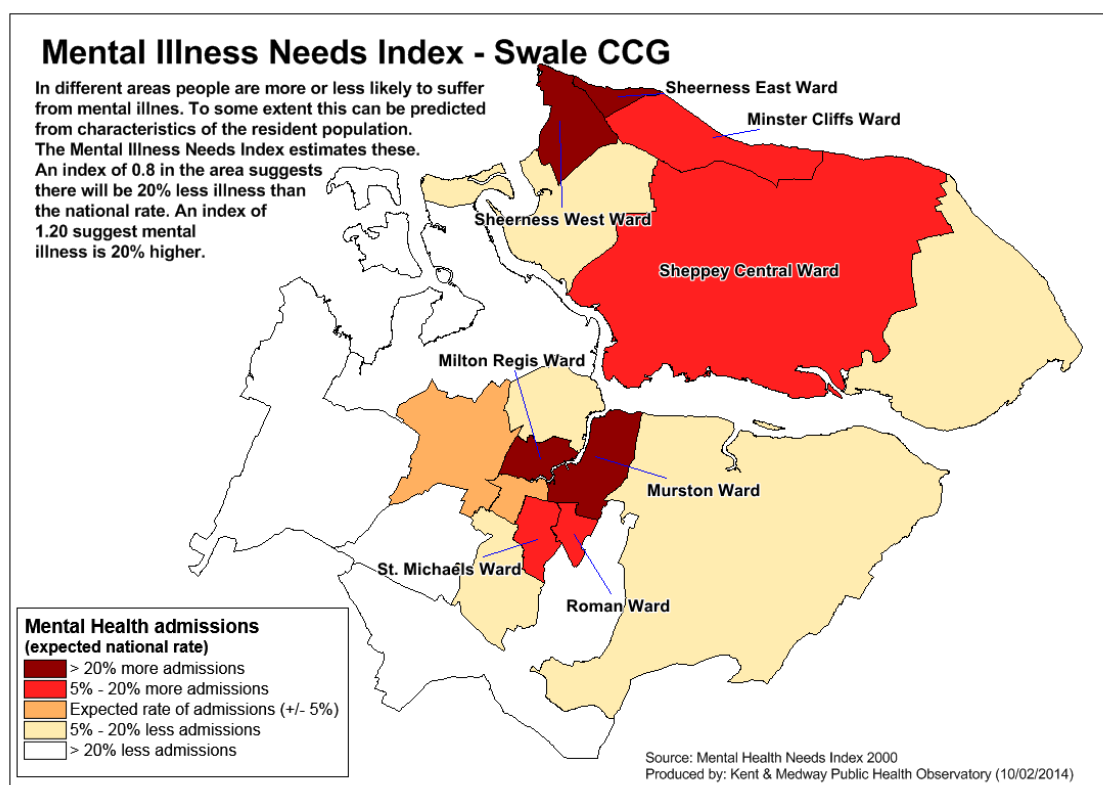 Mental Illness Needs Index - Swale CCG
In different areas people are more or less likely to suffer
from mental illnes. To some extent this can be predicted
from characteristics of the resident population.
The Mental Illness Needs Index estimates these.
An index of 0.8 in the area suggests
there will be 20% less illness than
the national rate. An index of
1.20 suggest mental
illness is 20% higher.
Sheerness East Ward
Minster Cliffs Ward
Sheerness West Ward
Sheppey Central Ward
Milton Regis Ward
Murston Ward
St. Michaels Ward
Roman Ward
Mental Health admissions
(expected national rate)
> 20% more admissions
5% - 20% more admissions
Expected rate of admissions (+/- 5%)
5% - 20% less admissions
> 20% less admissions
Source: Mental Health Needs Index 2000
Produced by: Kent & Medway Public Health Observatory (10/02/2014)